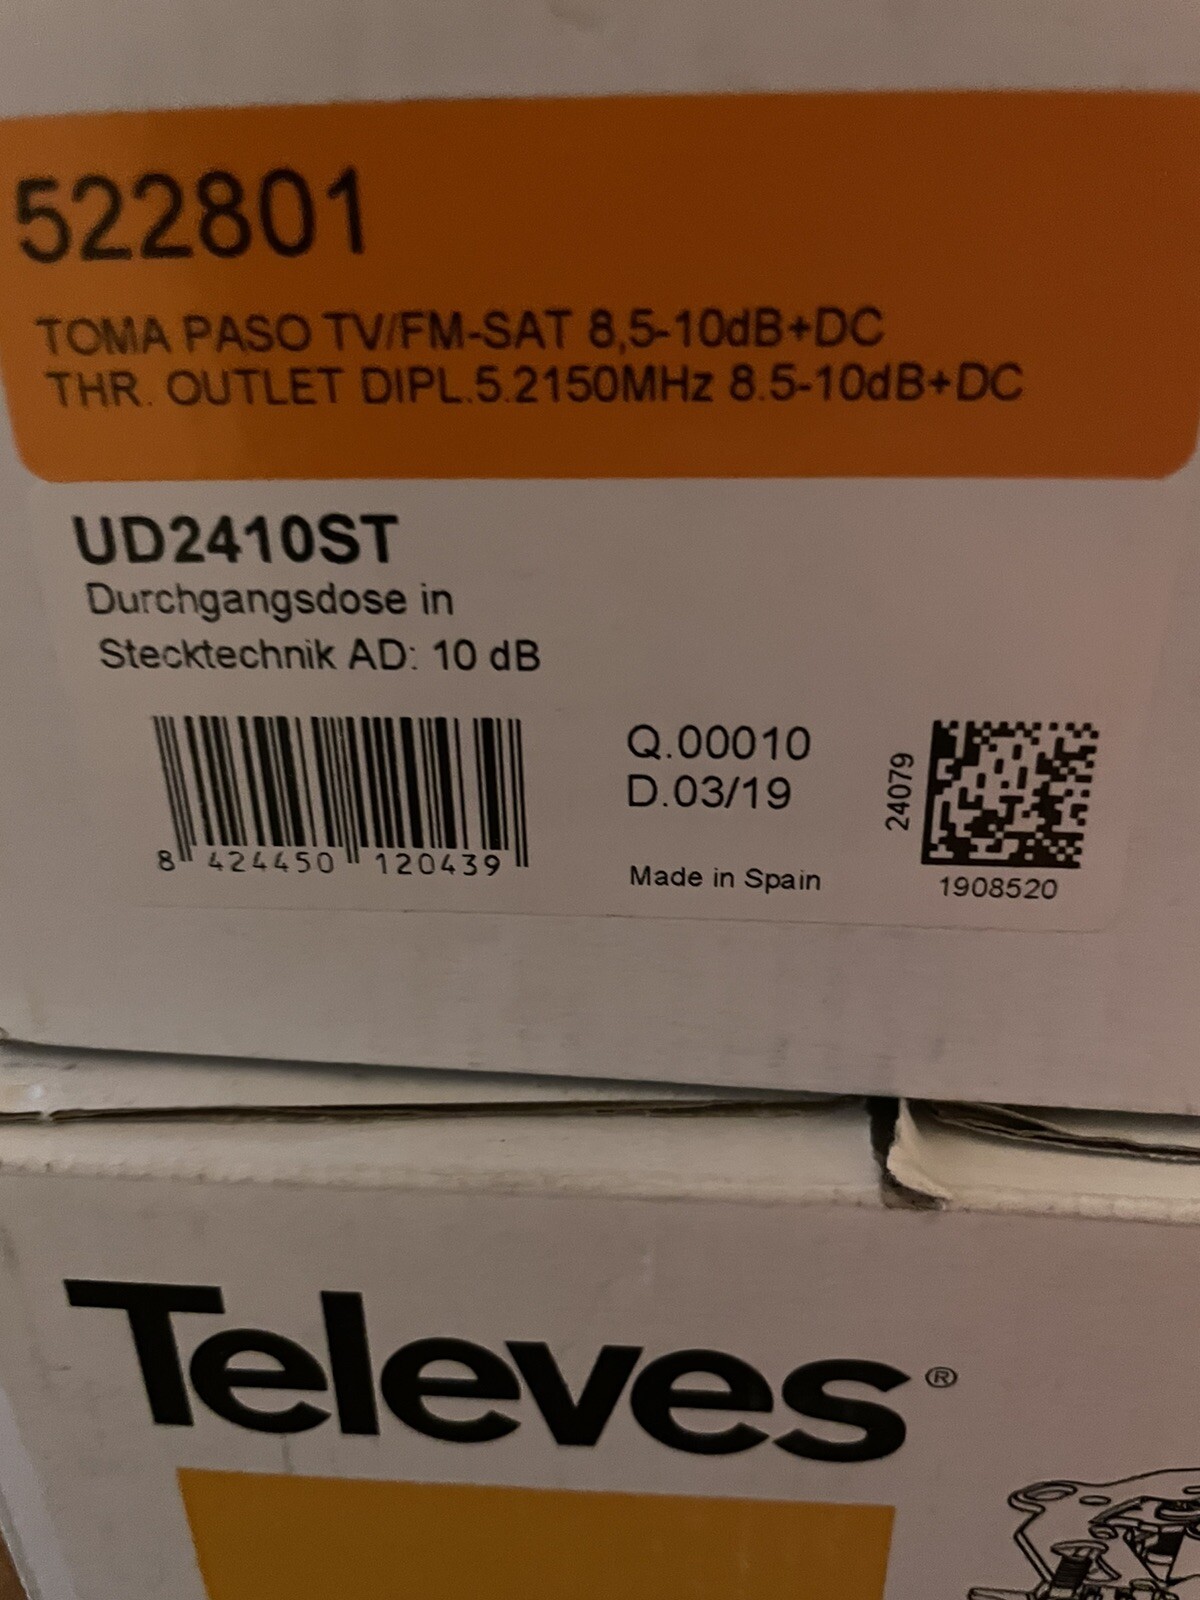 522801
TOMA PASO TV/FM-SAT 8,5-10dB+DC
THR. OUTLET DIPL.5.2150MHz 8.5-10dB+DC
UD2410ST
Durchgangsdose in
Stecktechnik AD: 10 dB
8 424450 120439
Q.00010
D.03/19
Made in Spain
24079
1908520
Televes®